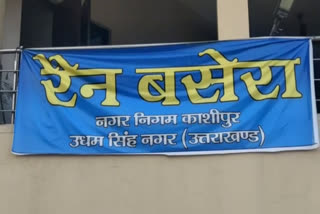 रैन बसेरा
नगर निगम काशीपुर
उधम सिंह नगर (उत्तराखण्ड)